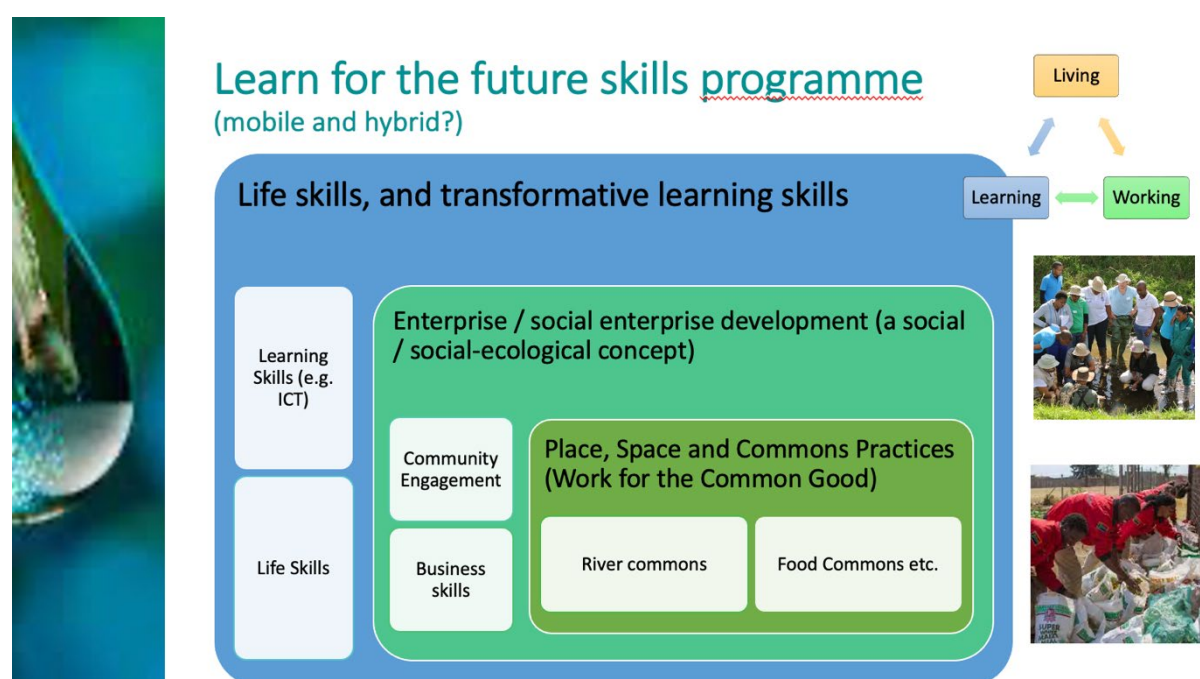 Learn for the future skills programme
(mobile and hybrid?)
Living
Learning
Working
Life skills, and transformative learning skills
Learning
Skills (e.g.
ICT)
Life Skills
Enterprise / social enterprise development (a social
/ social-ecological concept)
Community
Engagement
Business
skills
Place, Space and Commons Practices
(Work for the Common Good)
River commons
Food Commons etc.
SUPER